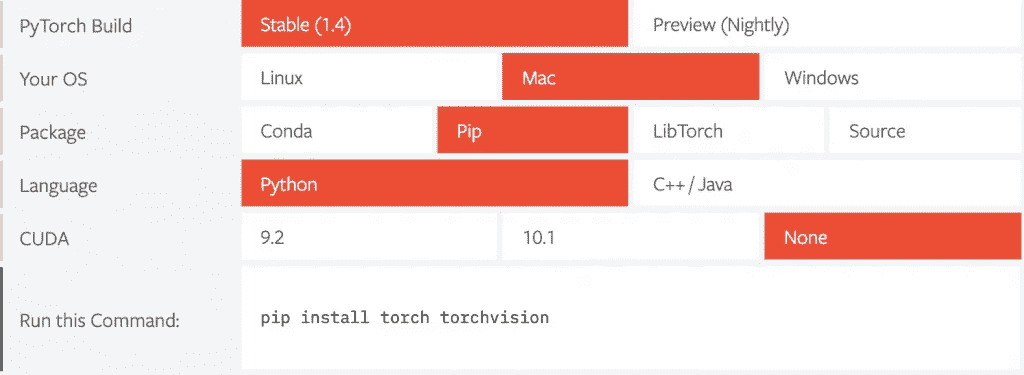 PyTorch Build Stable (1.4) Preview (Nightly)
Your OS Linux Mac Windows
Package Conda Pip LibTorch Source
Language Python C++ / Java
CUDA 9.2 10.1 None
Run this Command: pip install torch torchvision